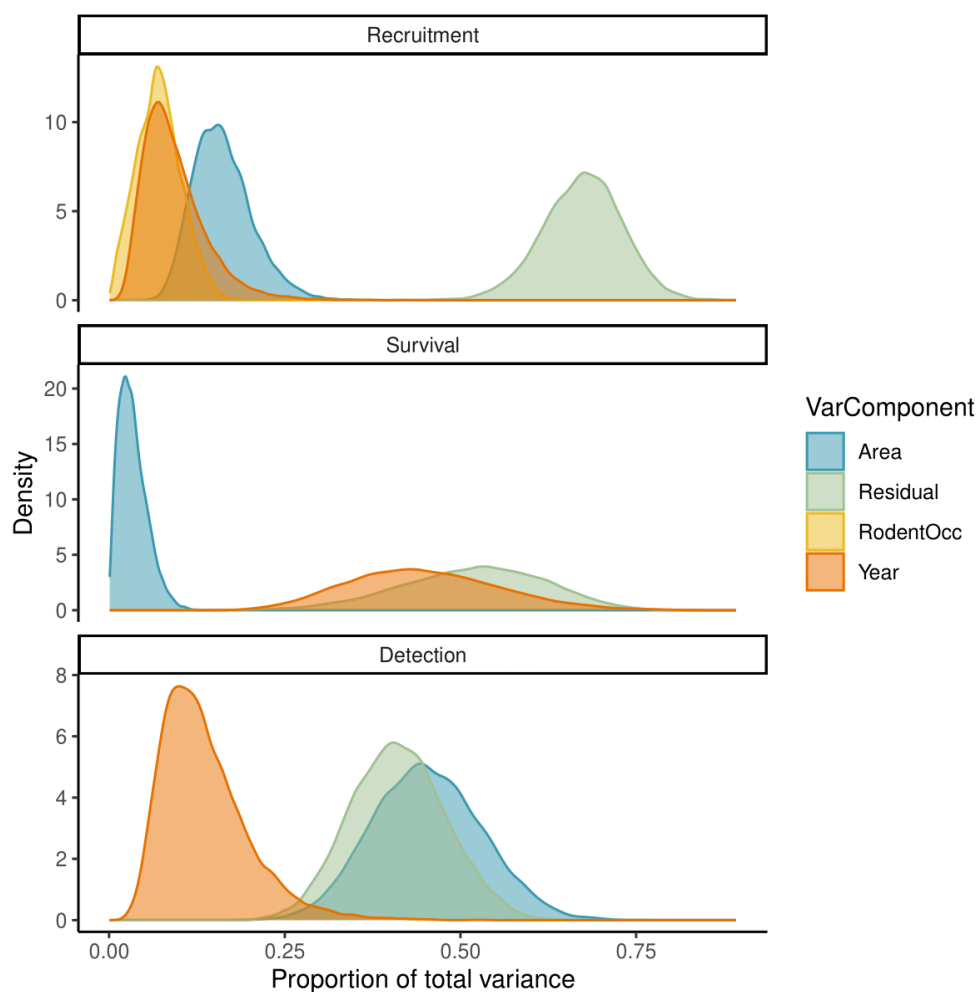 Recruitment
10
5
0
Survival
20
15
10
5
0
Density
Detection
8
6
4
2
0
0.00 0.25 0.50 0.75
Proportion of total variance
VarComponent
Area
Residual
RodentOcc
Year